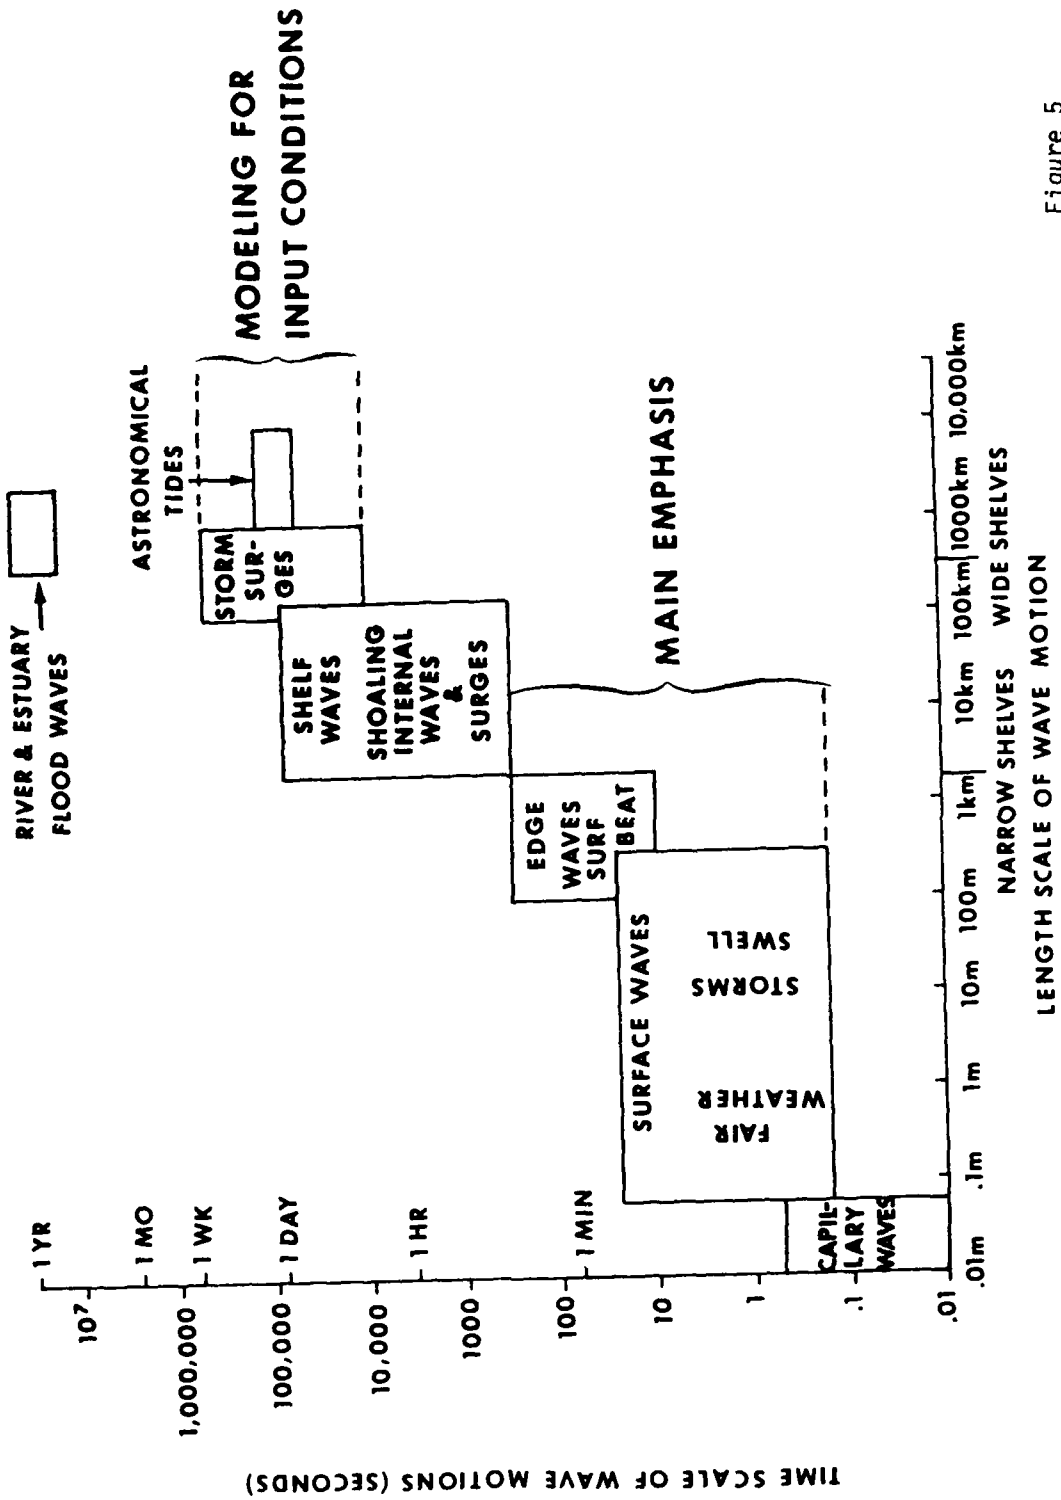 RIVER & ESTUARY
FLOOD WAVES
ASTRONOMICAL
TIDES
MODELING FOR
INPUT CONDITIONS
STORM
SUR-
GES
SHELF
WAVES
SHOALING
INTERNAL
WAVES
&
SURGES
MAIN EMPHASIS
EDGE
WAVES
SURF
BEAT
SURFACE WAVES
FAIR
WEATHER
STORMS
SWELL
CAPIL-
LARY
WAVES
1 YR
1 MO
1 WK
1 DAY
1 HR
1 MIN
10⁷
1,000,000
100,000
10,000
1000
100
10
1
.1
.01
TIME SCALE OF WAVE MOTIONS (SECONDS)
.01m .1m 1m 10m 100m 1km 10km 100km 1000km 10,000km
NARROW SHELVES WIDE SHELVES
LENGTH SCALE OF WAVE MOTION
Figure 5